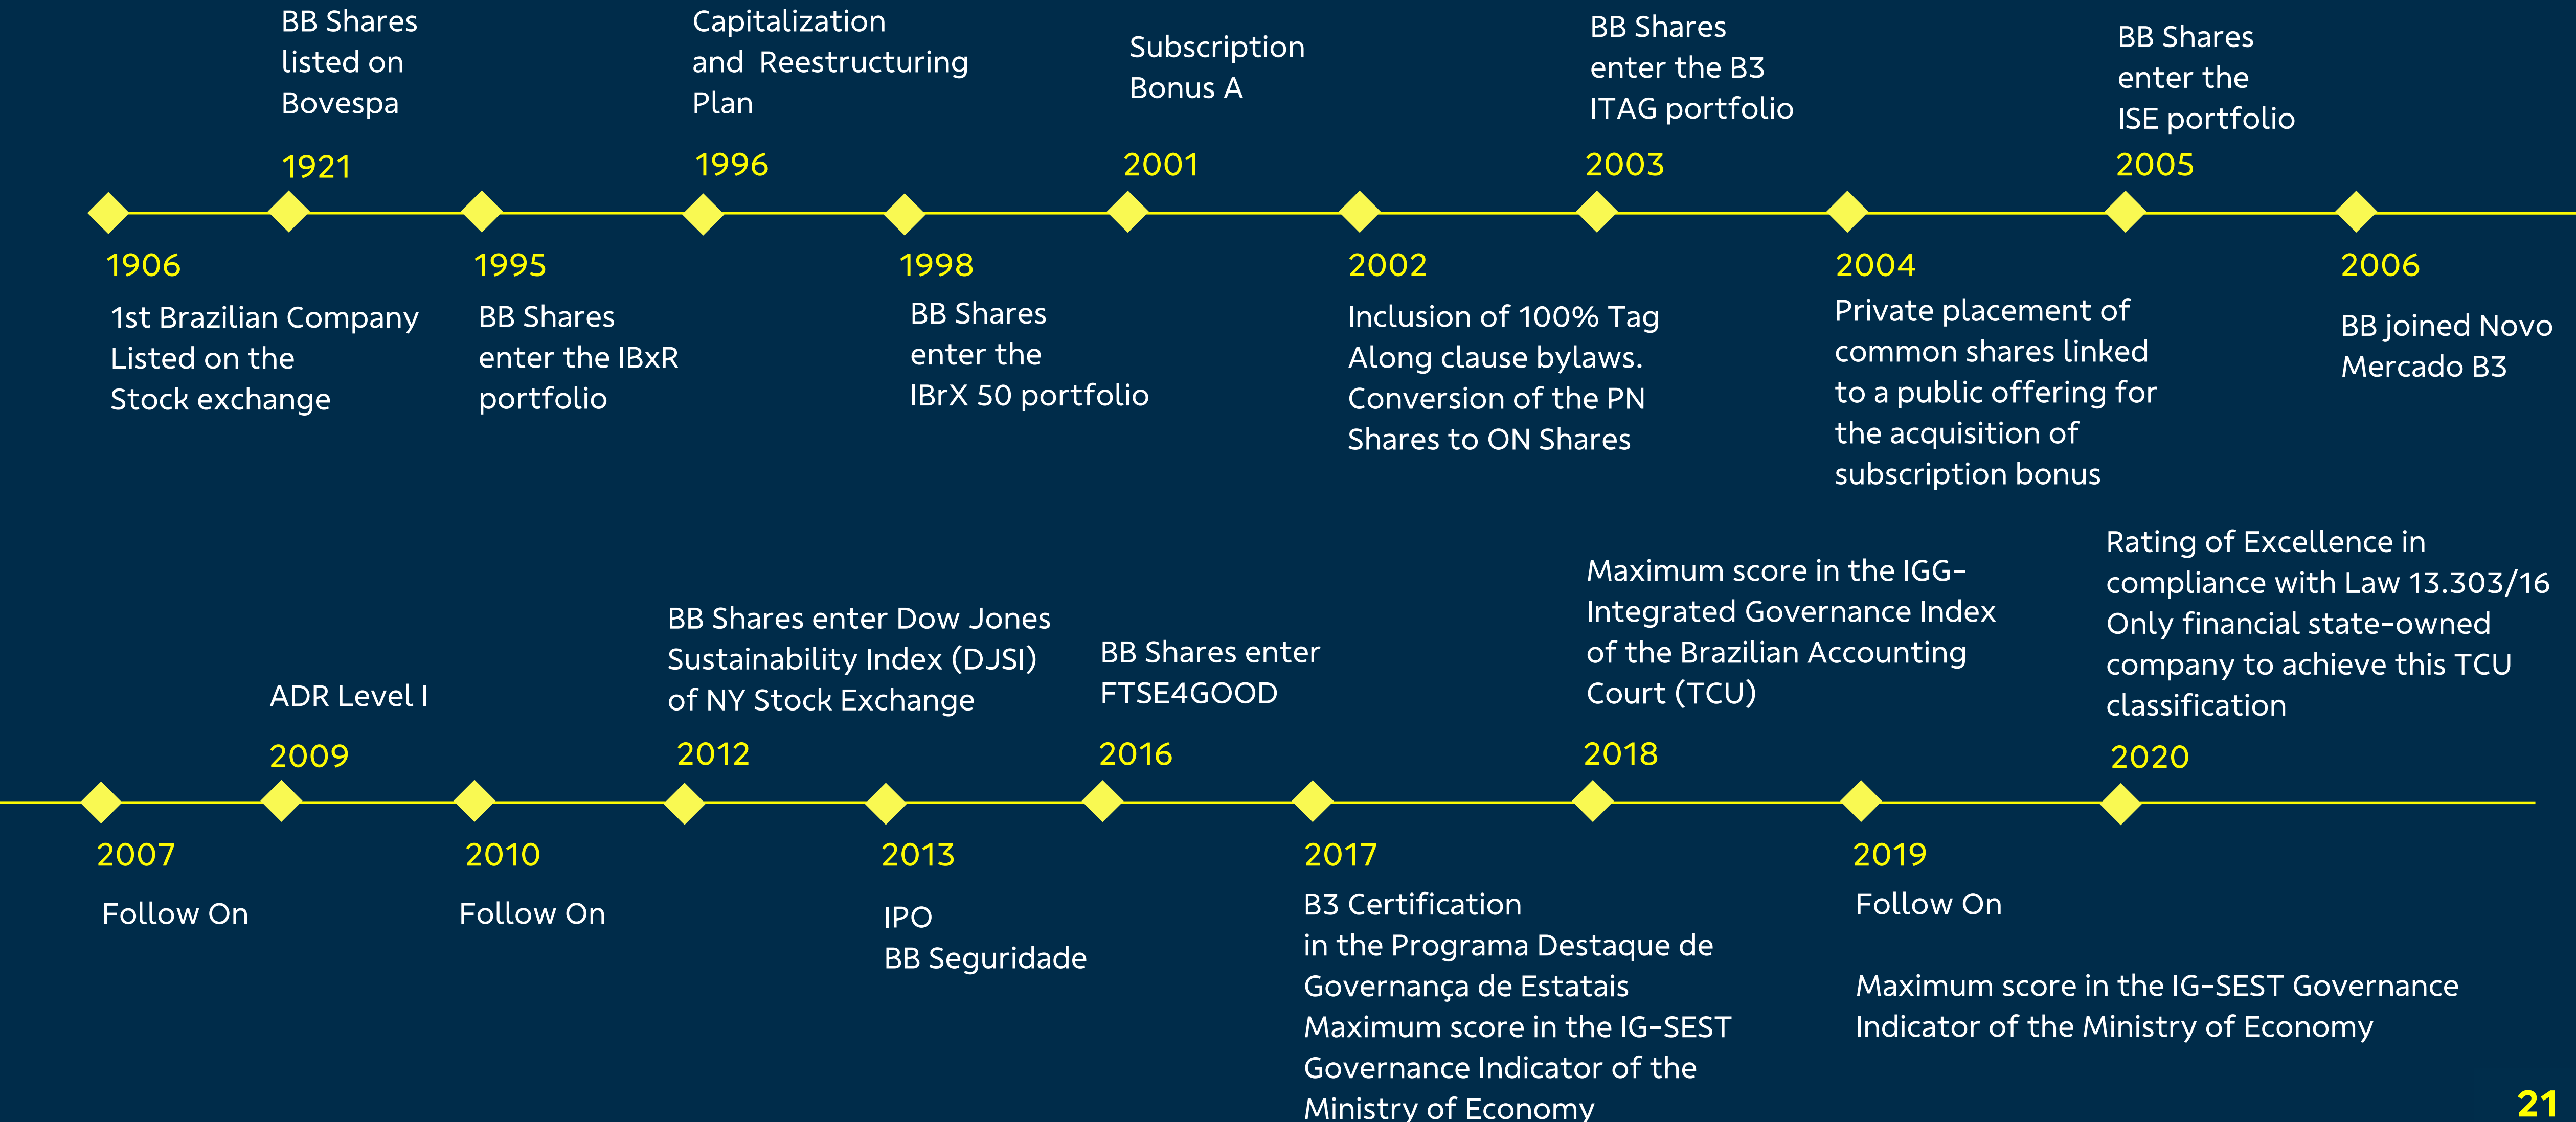 BB Shares
listed on
Bovespa
1921
Capitalization
and  Reestructuring
Plan
1996
Subscription
Bonus A
2001
BB Shares
enter the B3
ITAG portfolio
2003
BB Shares
enter the
ISE portfolio
2005
1906
1st Brazilian Company
Listed on the
Stock exchange
1995
BB Shares
enter the IBxR
portfolio
1998
BB Shares
enter the
IBrX 50 portfolio
2002
Inclusion of 100% Tag
Along clause bylaws.
Conversion of the PN
Shares to ON Shares
2004
Private placement of
common shares linked
to a public offering for
the acquisition of
subscription bonus
2006
BB joined Novo
Mercado B3
ADR Level I
2009
BB Shares enter Dow Jones
Sustainability Index (DJSI)
of NY Stock Exchange
2012
BB Shares enter
FTSE4GOOD
2016
Maximum score in the IGG-
Integrated Governance Index
of the Brazilian Accounting
Court (TCU)
2018
Rating of Excellence in
compliance with Law 13.303/16
Only financial state-owned
company to achieve this TCU
classification
2020
2007
Follow On
2010
Follow On
2013
IPO
BB Seguridade
2017
B3 Certification
in the Programa Destaque de
Governança de Estatais
Maximum score in the IG-SEST
Governance Indicator of the
Ministry of Economy
2019
Follow On
Maximum score in the IG-SEST Governance
Indicator of the Ministry of Economy
21